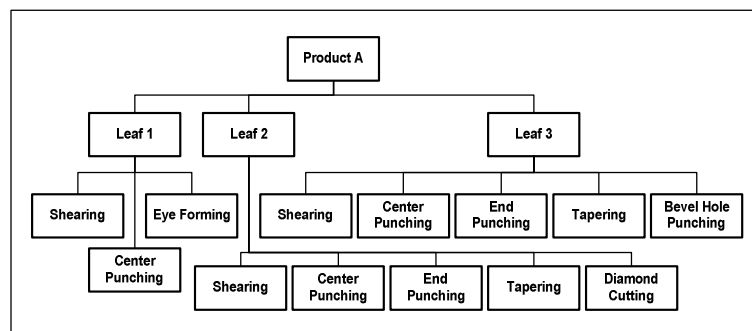 Product A
Leaf 1
Leaf 2
Leaf 3
Shearing
Eye Forming
Center
Punching
Shearing
Center
Punching
End
Punching
Tapering
Bevel Hole
Punching
Shearing
Center
Punching
End
Punching
Tapering
Diamond
Cutting